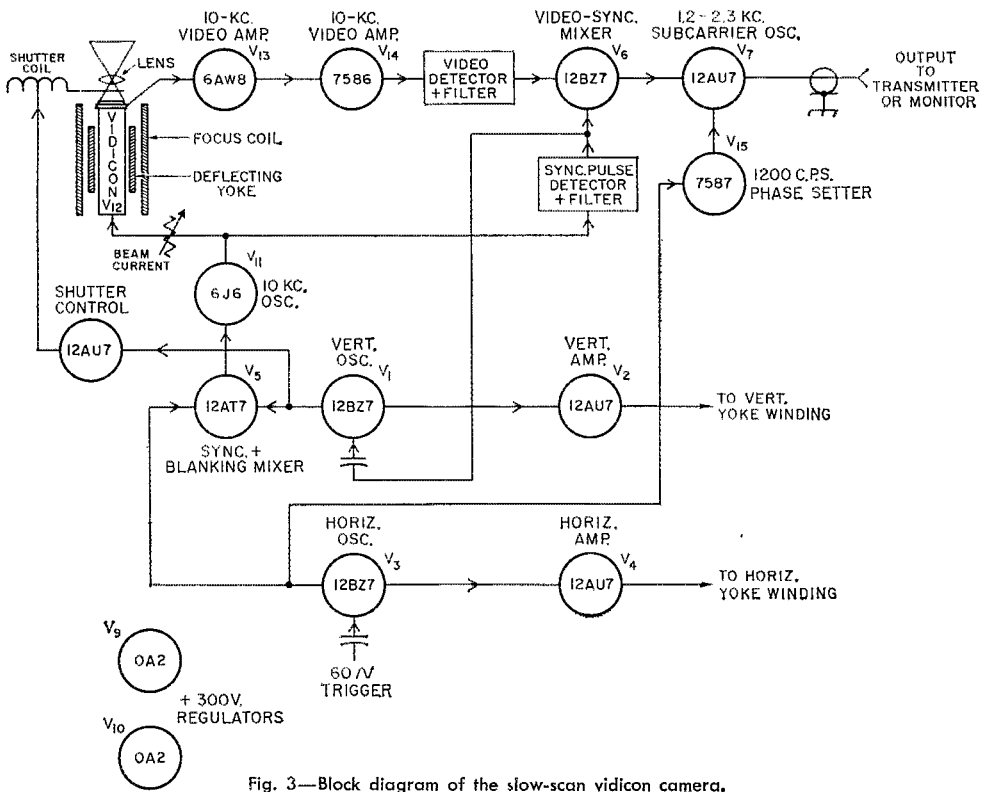 10-KC.
VIDEO AMP.
V13
6AW8
10-KC.
VIDEO AMP.
V14
7586
VIDEO
DETECTOR
+ FILTER
VIDEO-SYNC.
MIXER
V6
12BZ7
1.2-2.3 KC.
SUBCARRIER OSC.
V7
12AU7
OUTPUT
TO
TRANSMITTER
OR MONITOR
SHUTTER
COIL
LENS
VIDICON
V12
FOCUS COIL
DEFLECTING
YOKE
SYNC. PULSE
DETECTOR
+ FILTER
V15
7587
1200 C.P.S.
PHASE SETTER
BEAM
CURRENT
V11
6J6
10 KC.
OSC.
SHUTTER
CONTROL
12AU7
V5
12AT7
SYNC. +
BLANKING MIXER
VERT.
OSC.
V1
12BZ7
VERT.
AMP.
V2
12AU7
TO VERT.
YOKE WINDING
HORIZ.
OSC.
V3
12BZ7
HORIZ.
AMP.
V4
12AU7
TO HORIZ.
YOKE WINDING
60 ~
TRIGGER
V9
OA2
+ 300V.
REGULATORS
V10
OA2
Fig. 3—Block diagram of the slow-scan vidicon camera.